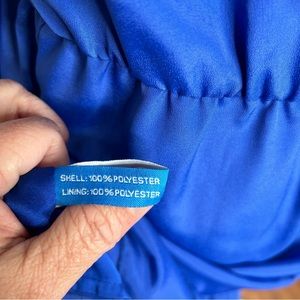 SHELL: 100% POLYESTER
LINING: 100% POLYESTER